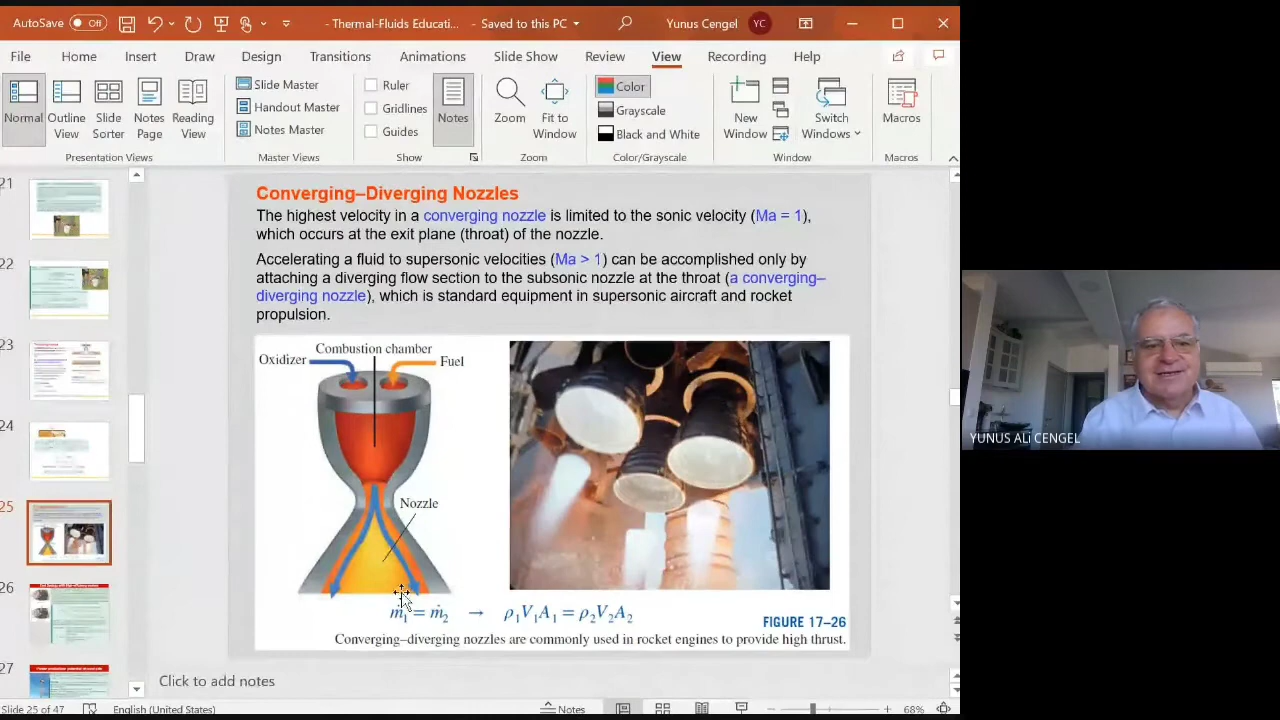 AutoSave Off
- Thermal-Fluids Educati... - Saved to this PC
Yunus Cengel YC
File Home Insert Draw Design Transitions Animations Slide Show Review View Recording Help
Normal
Outline View
Slide Sorter
Notes Page
Reading View
Presentation Views
Slide Master
Handout Master
Notes Master
Master Views
Ruler
Gridlines
Guides
Show
Notes
Zoom
Fit to Window
Zoom
Color
Grayscale
Black and White
Color/Grayscale
New Window
Switch Windows
Window
Macros
Macros
21
22
23
24
25
26
27
Converging–Diverging Nozzles
The highest velocity in a converging nozzle is limited to the sonic velocity (Ma = 1),
which occurs at the exit plane (throat) of the nozzle.
Accelerating a fluid to supersonic velocities (Ma > 1) can be accomplished only by
attaching a diverging flow section to the subsonic nozzle at the throat (a converging–
diverging nozzle), which is standard equipment in supersonic aircraft and rocket
propulsion.
Combustion chamber
Oxidizer
Fuel
Nozzle
ṁ₁ = ṁ₂ → ρ₁V₁A₁ = ρ₂V₂A₂
FIGURE 17–26
Converging–diverging nozzles are commonly used in rocket engines to provide high thrust.
Click to add notes
Slide 25 of 47 English (United States) Notes 68%
YUNUS ALi CENGEL